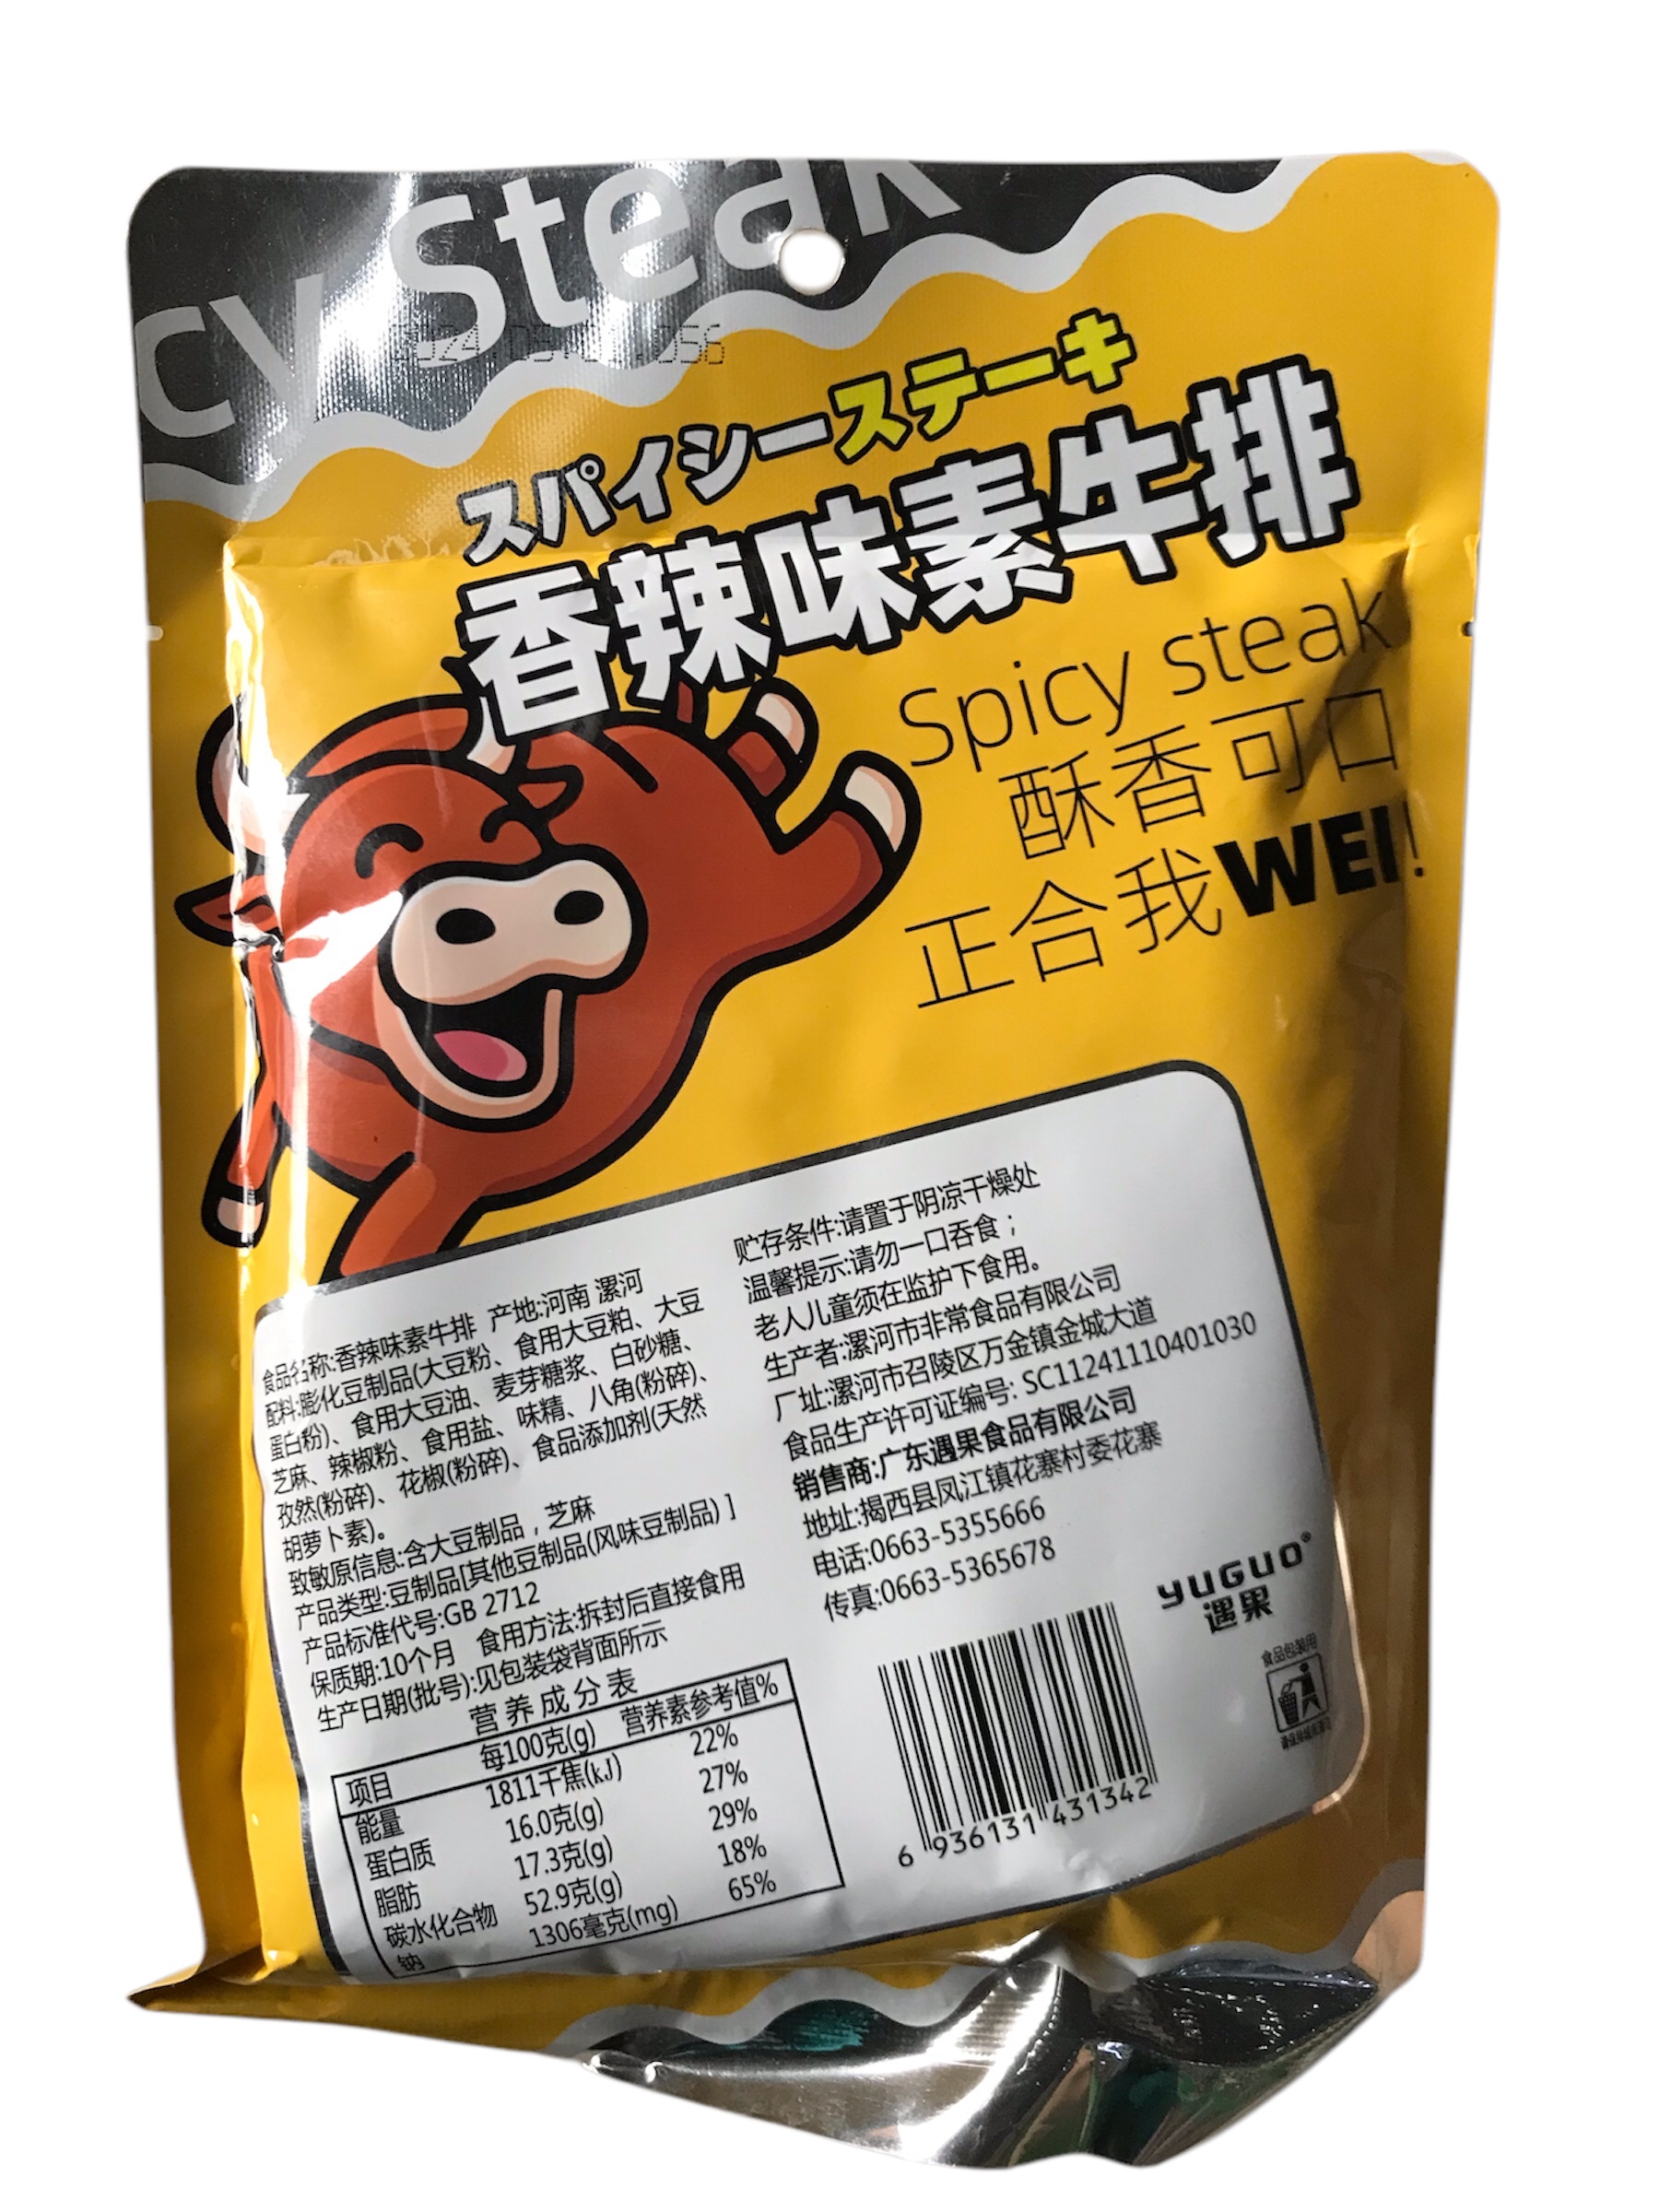 cy Steak
スパイシーステーキ
香辣味素牛排
Spicy steak
酥香可口
正合我WEI!
食品名称:香辣味素牛排 产地:河南 漯河
配料:膨化豆制品(大豆粉、食用大豆粕、大豆
蛋白粉)、食用大豆油、麦芽糖浆、白砂糖、
芝麻、辣椒粉、食用盐、味精、八角(粉碎)、
孜然(粉碎)、花椒(粉碎)、食品添加剂(天然
胡萝卜素)。
致敏原信息:含大豆制品,芝麻
产品类型:豆制品[其他豆制品(风味豆制品)]
产品标准代号:GB 2712
保质期:10个月 食用方法:拆封后直接食用
生产日期(批号):见包装袋背面所示
营养成分表
项目 每100克(g) 营养素参考值%
能量 1811千焦(kJ) 22%
蛋白质 16.0克(g) 27%
脂肪 17.3克(g) 29%
碳水化合物 52.9克(g) 18%
钠 1306毫克(mg) 65%
贮存条件:请置于阴凉干燥处
温馨提示:请勿一口吞食;
老人儿童须在监护下食用。
生产者:漯河市非常食品有限公司
厂址:漯河市召陵区万金镇金城大道
食品生产许可证编号: SC11241110401030
销售商:广东遇果食品有限公司
地址:揭西县凤江镇花寨村委花寨
电话:0663-5355666
传真:0663-5365678
YUGUO®
遇果
食品包装用
6 936131 431342